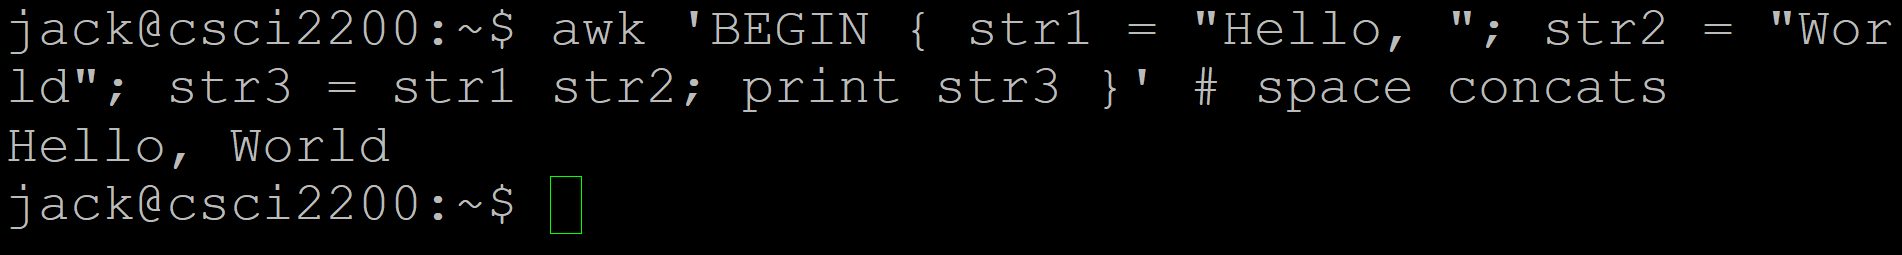 jack@csci2200:~$ awk 'BEGIN { str1 = "Hello, "; str2 = "Wor
ld"; str3 = str1 str2; print str3 }' # space concats
Hello, World
jack@csci2200:~$